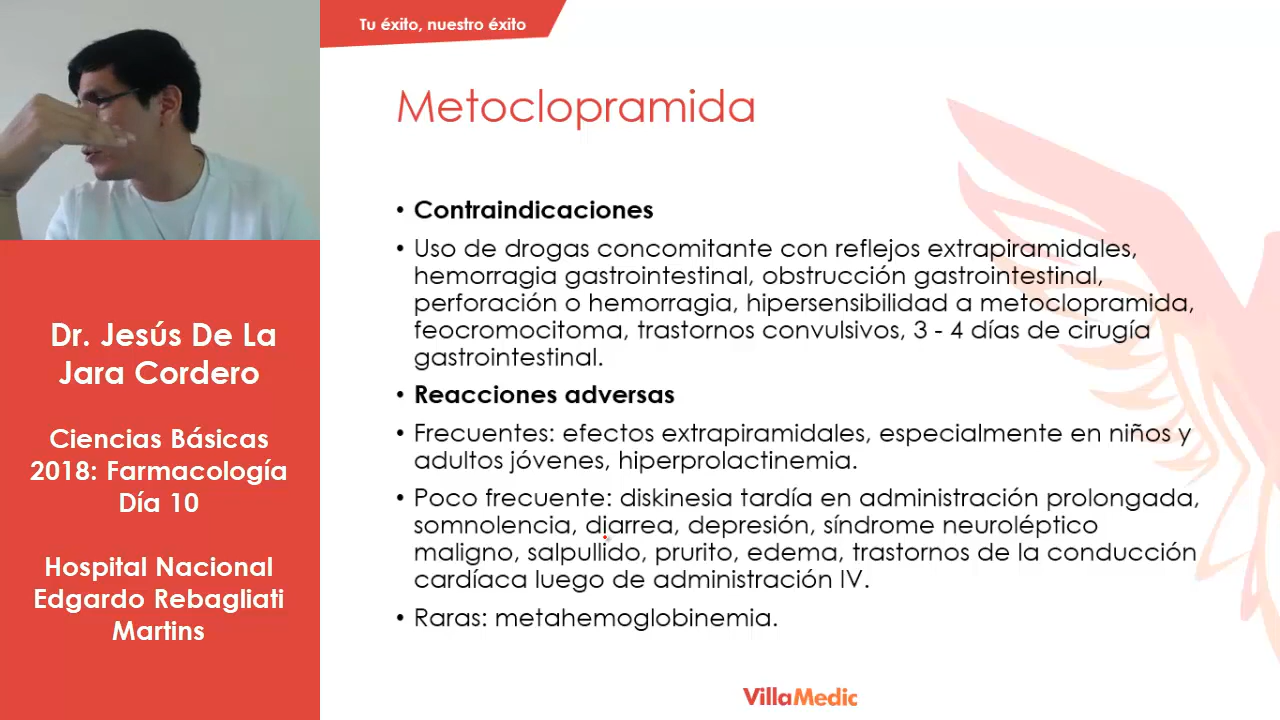 Tu éxito, nuestro éxito
Metoclopramida
• Contraindicaciones
• Uso de drogas concomitante con reflejos extrapiramidales,
hemorragia gastrointestinal, obstrucción gastrointestinal,
perforación o hemorragia, hipersensibilidad a metoclopramida,
feocromocitoma, trastornos convulsivos, 3 - 4 días de cirugía
gastrointestinal.
• Reacciones adversas
• Frecuentes: efectos extrapiramidales, especialmente en niños y
adultos jóvenes, hiperprolactinemia.
• Poco frecuente: diskinesia tardía en administración prolongada,
somnolencia, diarrea, depresión, síndrome neuroléptico
maligno, salpullido, prurito, edema, trastornos de la conducción
cardíaca luego de administración IV.
• Raras: metahemoglobinemia.
Dr. Jesús De La
Jara Cordero
Ciencias Básicas
2018: Farmacología
Día 10
Hospital Nacional
Edgardo Rebagliati
Martins
VillaMedic